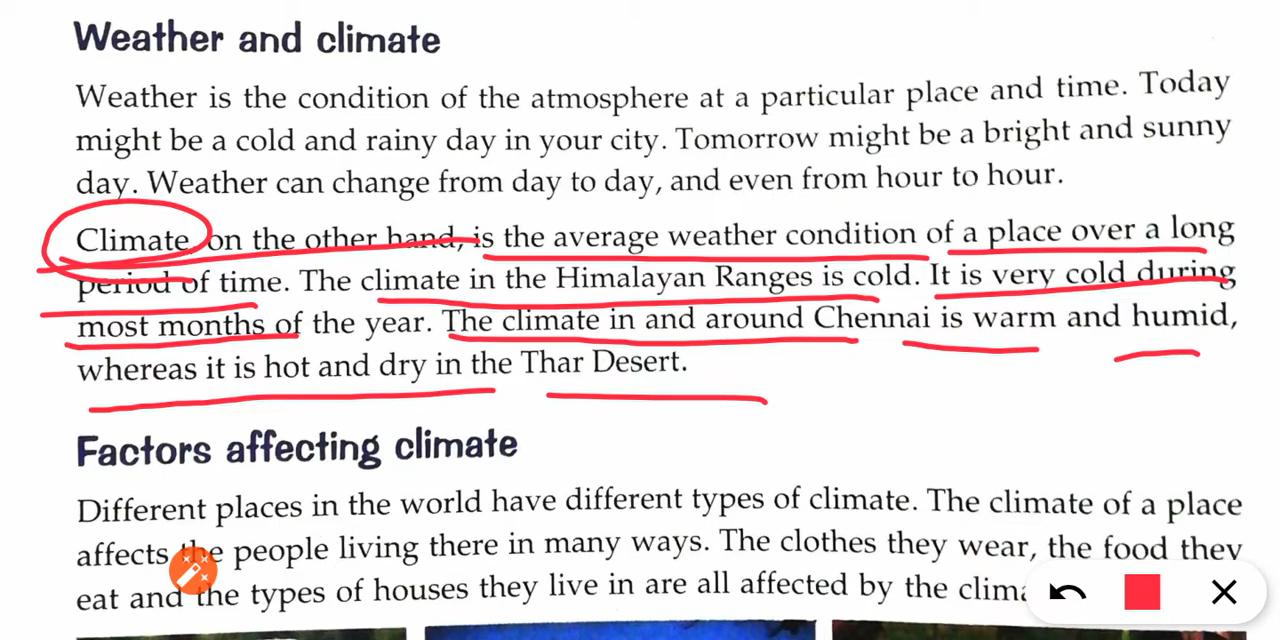 Weather and climate
Weather is the condition of the atmosphere at a particular place and time. Today
might be a cold and rainy day in your city. Tomorrow might be a bright and sunny
day. Weather can change from day to day, and even from hour to hour.
Climate, on the other hand, is the average weather condition of a place over a long
period of time. The climate in the Himalayan Ranges is cold. It is very cold during
most months of the year. The climate in and around Chennai is warm and humid,
whereas it is hot and dry in the Thar Desert.
Factors affecting climate
Different places in the world have different types of climate. The climate of a place
affects the people living there in many ways. The clothes they wear, the food they
eat and the types of houses they live in are all affected by the